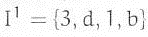 I¹ = {3, d, 1, b}